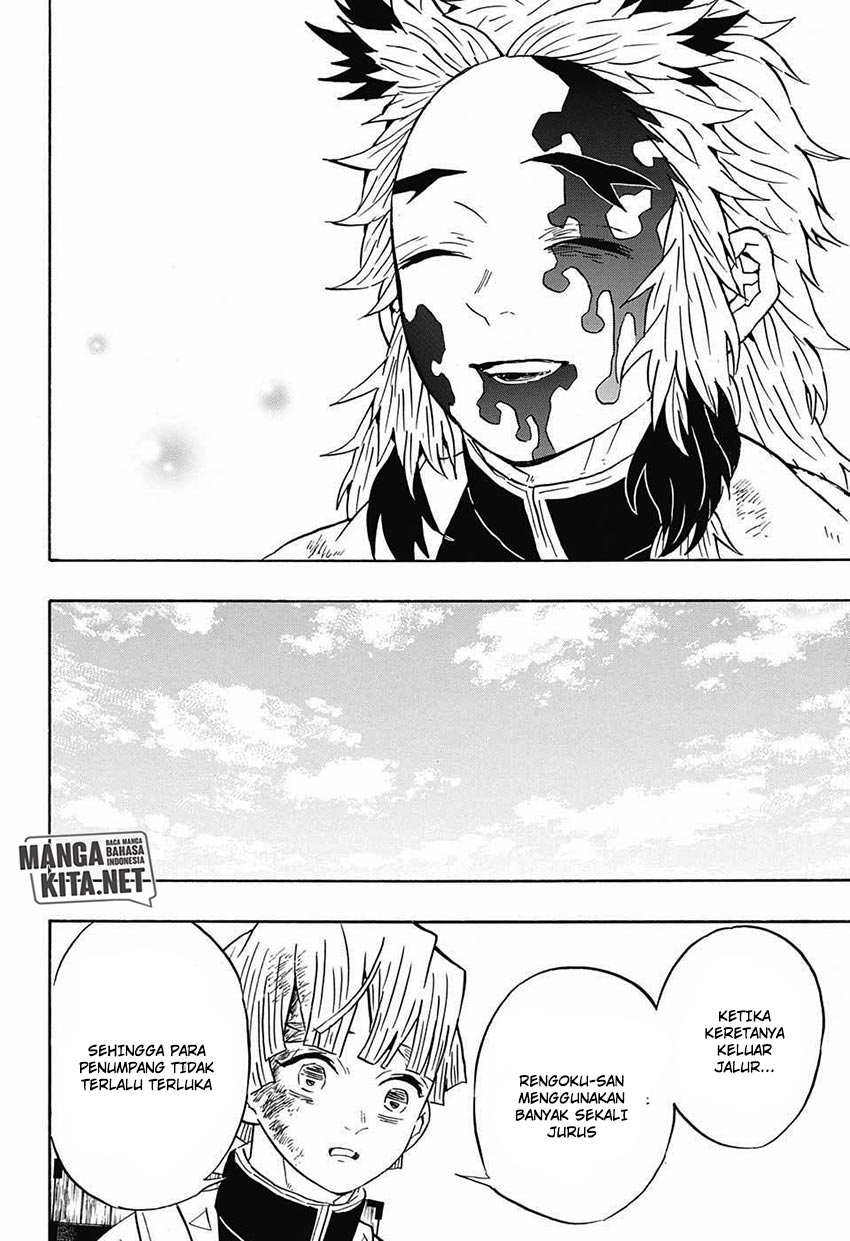 MANGA
BACA MANGA
BAHASA
INDONESIA
KITA.NET
KETIKA
KERETANYA
KELUAR
JALUR...
RENGOKU-SAN
MENGGUNAKAN
BANYAK SEKALI
JURUS
SEHINGGA PARA
PENUMPANG TIDAK
TERLALU TERLUKA